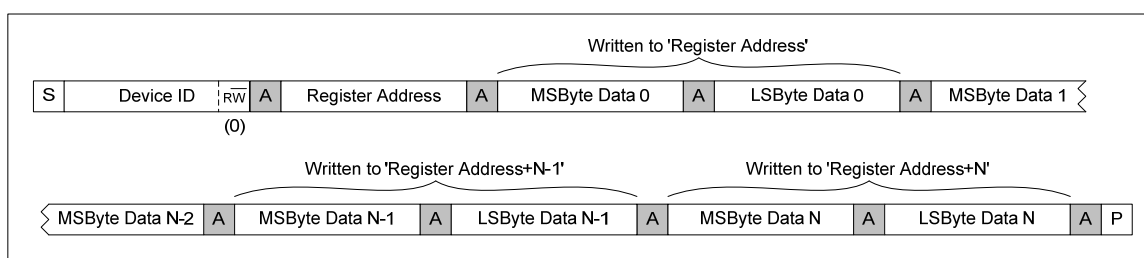 Written to 'Register Address'
S Device ID RW A Register Address A MSByte Data 0 A LSByte Data 0 A MSByte Data 1
(0)
Written to 'Register Address+N-1' Written to 'Register Address+N'
MSByte Data N-2 A MSByte Data N-1 A LSByte Data N-1 A MSByte Data N A LSByte Data N A P